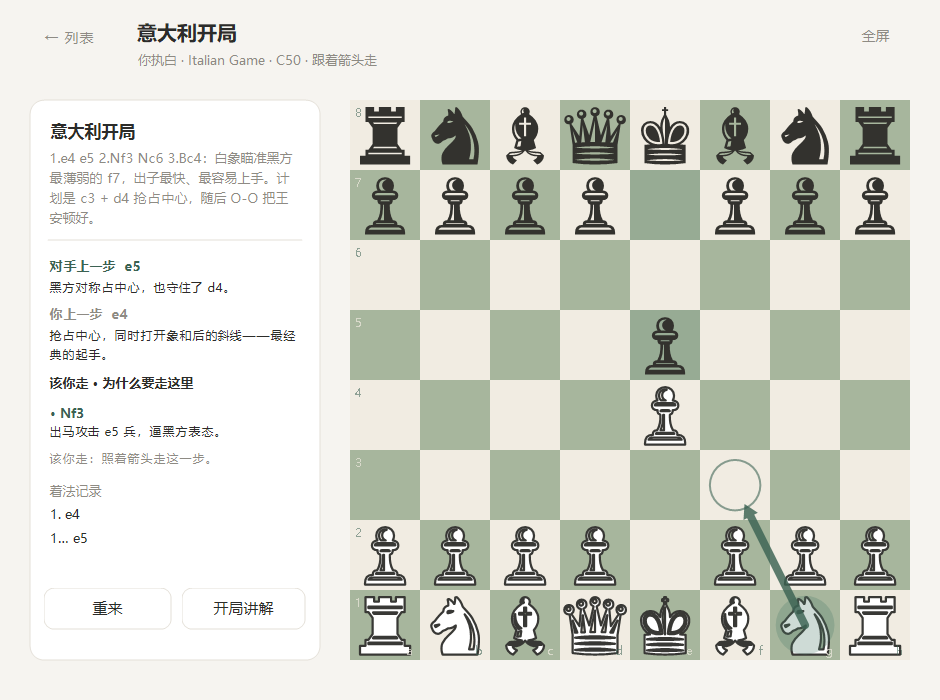 ← 列表
意大利开局
你执白 · Italian Game · C50 · 跟着箭头走
全屏
意大利开局
1.e4 e5 2.Nf3 Nc6 3.Bc4：白象瞄准黑方
最薄弱的 f7，出子最快、最容易上手。计
划是 c3 + d4 抢占中心，随后 O-O 把王
安顿好。
对手上一步 e5
黑方对称占中心，也守住了 d4。
你上一步 e4
抢占中心，同时打开象和后的斜线——最经
典的起手。
该你走 • 为什么要走这里
• Nf3
出马攻击 e5 兵，逼黑方表态。
该你走：照着箭头走这一步。
着法记录
1. e4
1... e5
重来
开局讲解
8
7
6
5
4
3
2
1
c
d
e
f
g